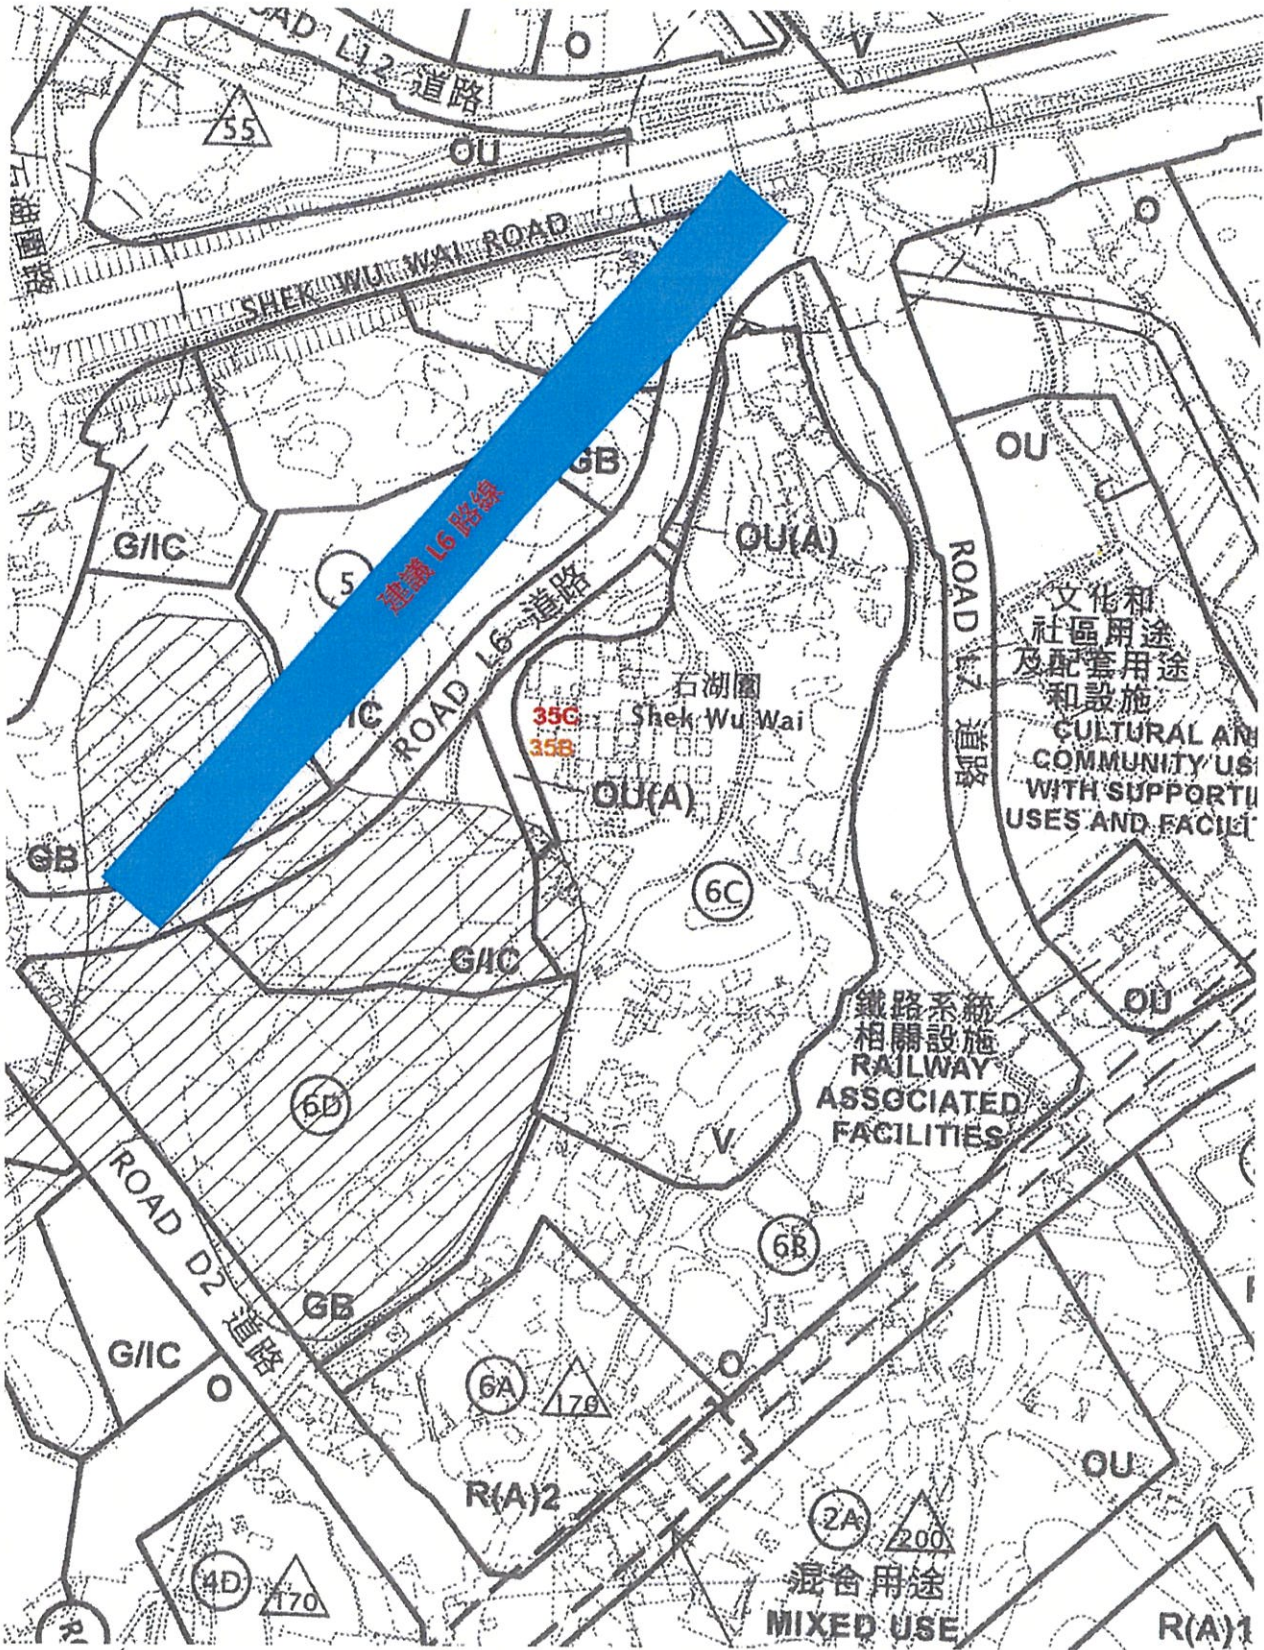 ROAD L12 道路
O
V
55
OU
SHEK WU WAI ROAD
O
GB
OU
G/IC
OU(A)
建議 L6 路線
5
ROAD L6 道路
ROAD L7 道路
文化和
社區用途
及配套用途
和設施
CULTURAL AN
COMMUNITY US
WITH SUPPORTI
USES AND FACILIT
石湖圍
Shek Wu Wai
35C
35B
IC
OU(A)
GB
6C
G/IC
OU
鐵路系統
相關設施
RAILWAY
ASSOCIATED
FACILITIES
6D
V
ROAD D2 道路
6B
GB
G/IC
O
6A
170
O
R(A)2
OU
2A
200
混合用途
MIXED USE
4D
170
R(A)1